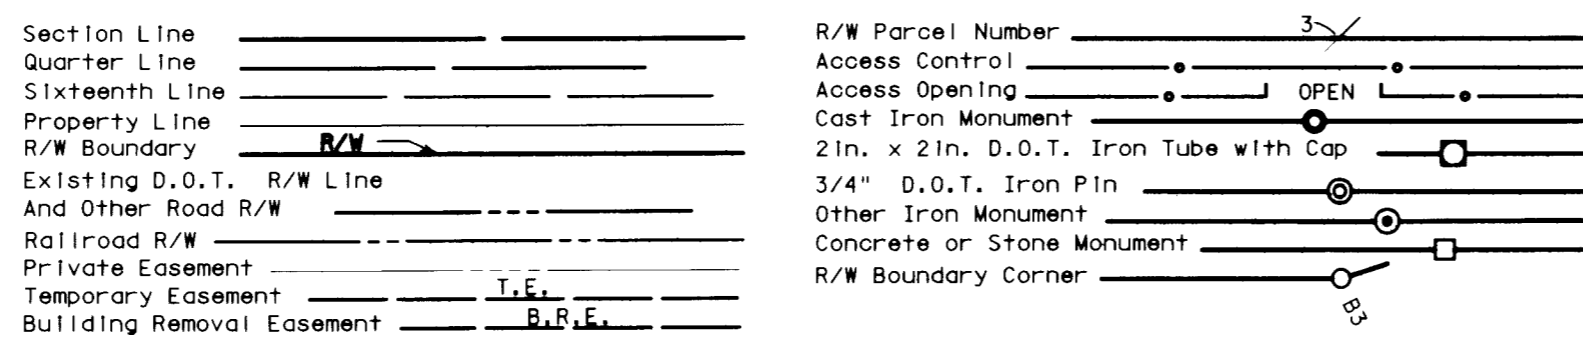 Section Line
Quarter Line
Sixteenth Line
Property Line
R/W Boundary R/W
Existing D.O.T. R/W Line
And Other Road R/W
Railroad R/W
Private Easement
Temporary Easement T.E.
Building Removal Easement B.R.E.
R/W Parcel Number 3
Access Control
Access Opening OPEN
Cast Iron Monument
2in. x 2in. D.O.T. Iron Tube with Cap
3/4" D.O.T. Iron Pin
Other Iron Monument
Concrete or Stone Monument
R/W Boundary Corner
B3